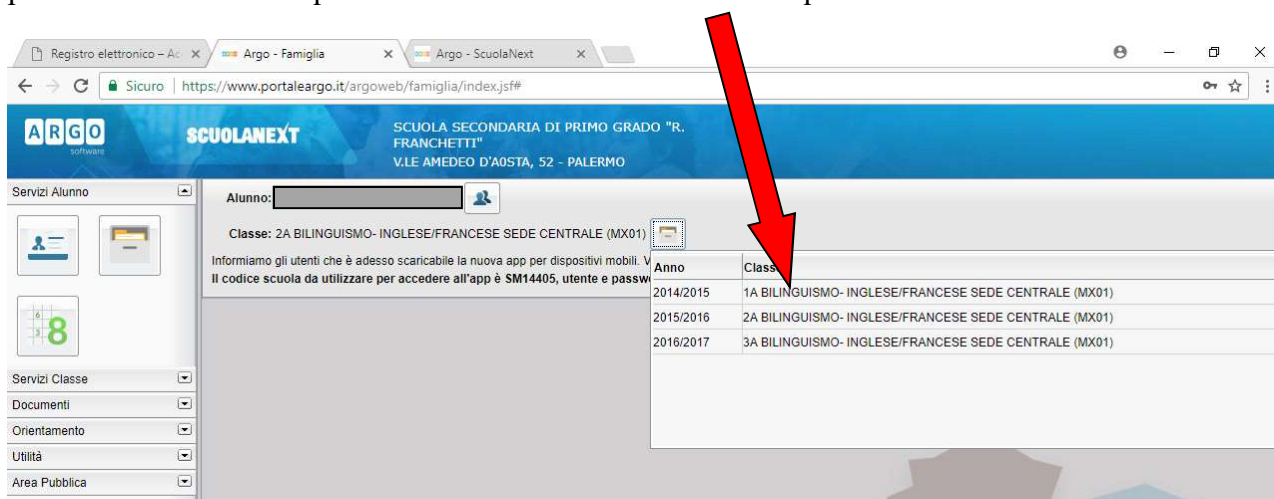 Registro elettronico – Ac
Argo - Famiglia
Argo - ScuolaNext
Sicuro
https://www.portaleargo.it/argoweb/famiglia/index.jsf#
ARGO
software
SCUOLANEXT
SCUOLA SECONDARIA DI PRIMO GRADO "R.
FRANCHETTI"
V.LE AMEDEO D'AOSTA, 52 - PALERMO
Servizi Alunno
Alunno:
Classe: 2A BILINGUISMO- INGLESE/FRANCESE SEDE CENTRALE (MX01)
Informiamo gli utenti che è adesso scaricabile la nuova app per dispositivi mobili. V
Il codice scuola da utilizzare per accedere all'app è SM14405, utente e passw
Anno Classe
2014/2015 1A BILINGUISMO- INGLESE/FRANCESE SEDE CENTRALE (MX01)
2015/2016 2A BILINGUISMO- INGLESE/FRANCESE SEDE CENTRALE (MX01)
2016/2017 3A BILINGUISMO- INGLESE/FRANCESE SEDE CENTRALE (MX01)
6
3
8
Servizi Classe
Documenti
Orientamento
Utilità
Area Pubblica